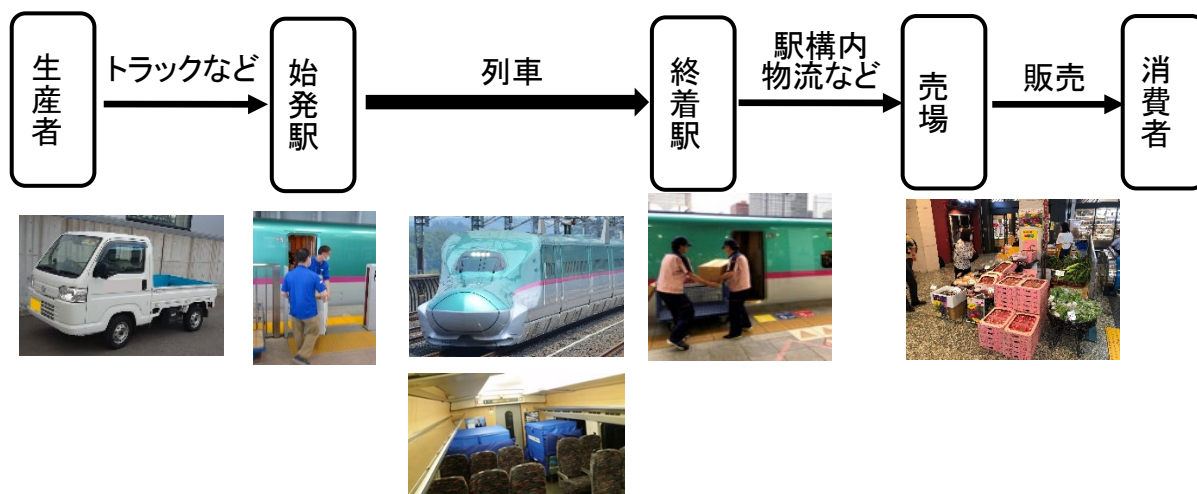 生産者
トラックなど
始発駅
列車
終着駅
駅構内
物流など
売場
販売
消費者